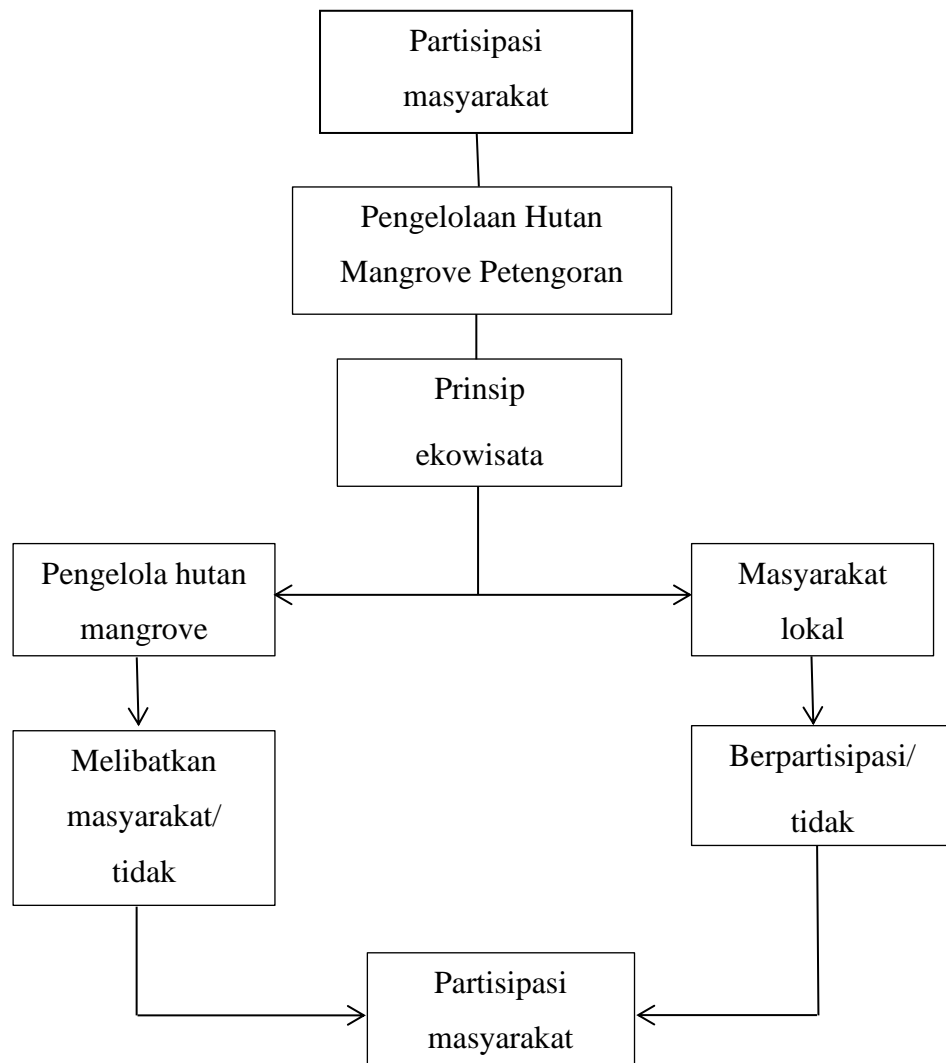 Partisipasi
masyarakat
Pengelolaan Hutan
Mangrove Petengoran
Prinsip
ekowisata
Pengelola hutan
mangrove
Masyarakat
lokal
Melibatkan
masyarakat/
tidak
Berpartisipasi/
tidak
Partisipasi
masyarakat